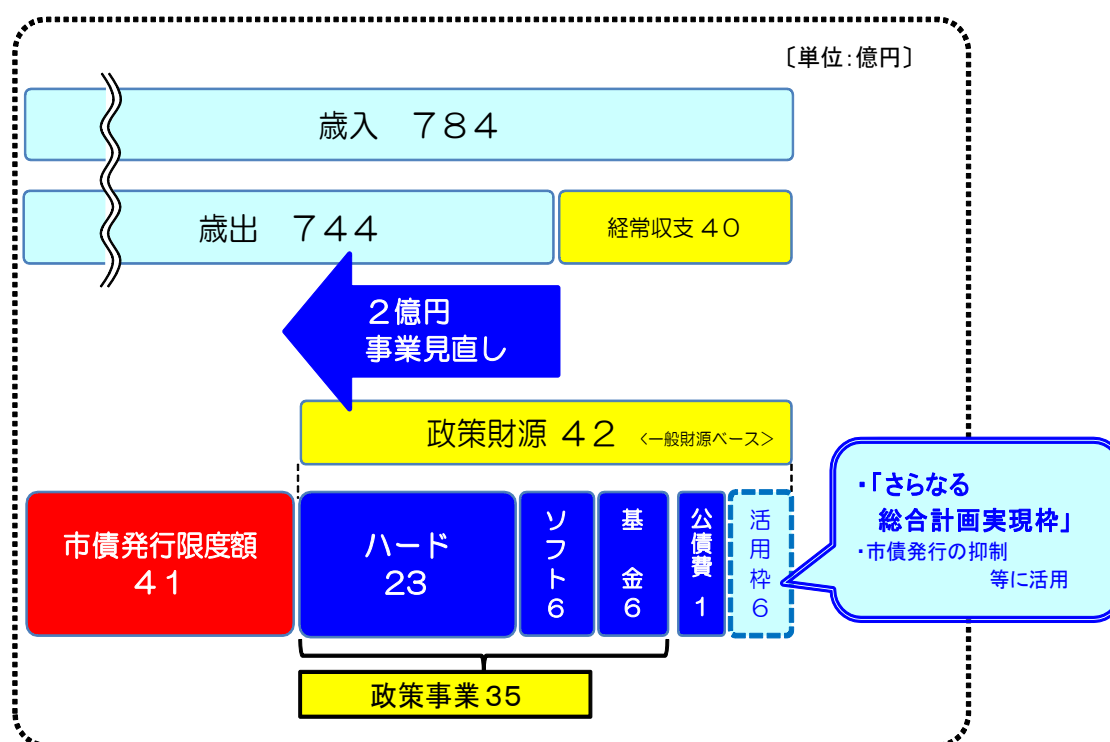 〔単位:億円〕
歳入 784
歳出 744
経常収支 40
2億円
事業見直し
政策財源 42 <一般財源ベース>
市債発行限度額
41
ハード
23
ソフト6
基金6
公債費 1
活用枠6
・「さらなる
総合計画実現枠」
・市債発行の抑制
等に活用
政策事業35